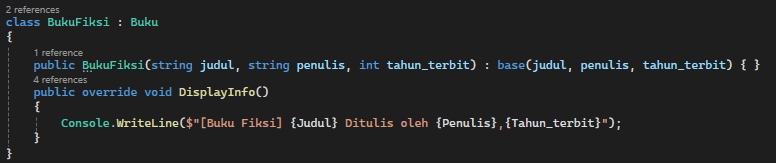 2 references
class BukuFiksi : Buku
{
1 reference
public BukuFiksi(string judul, string penulis, int tahun_terbit) : base(judul, penulis, tahun_terbit) { }
4 references
public override void DisplayInfo()
{
Console.WriteLine($"[Buku Fiksi] {Judul} Ditulis oleh {Penulis},{Tahun_terbit}");
}
}